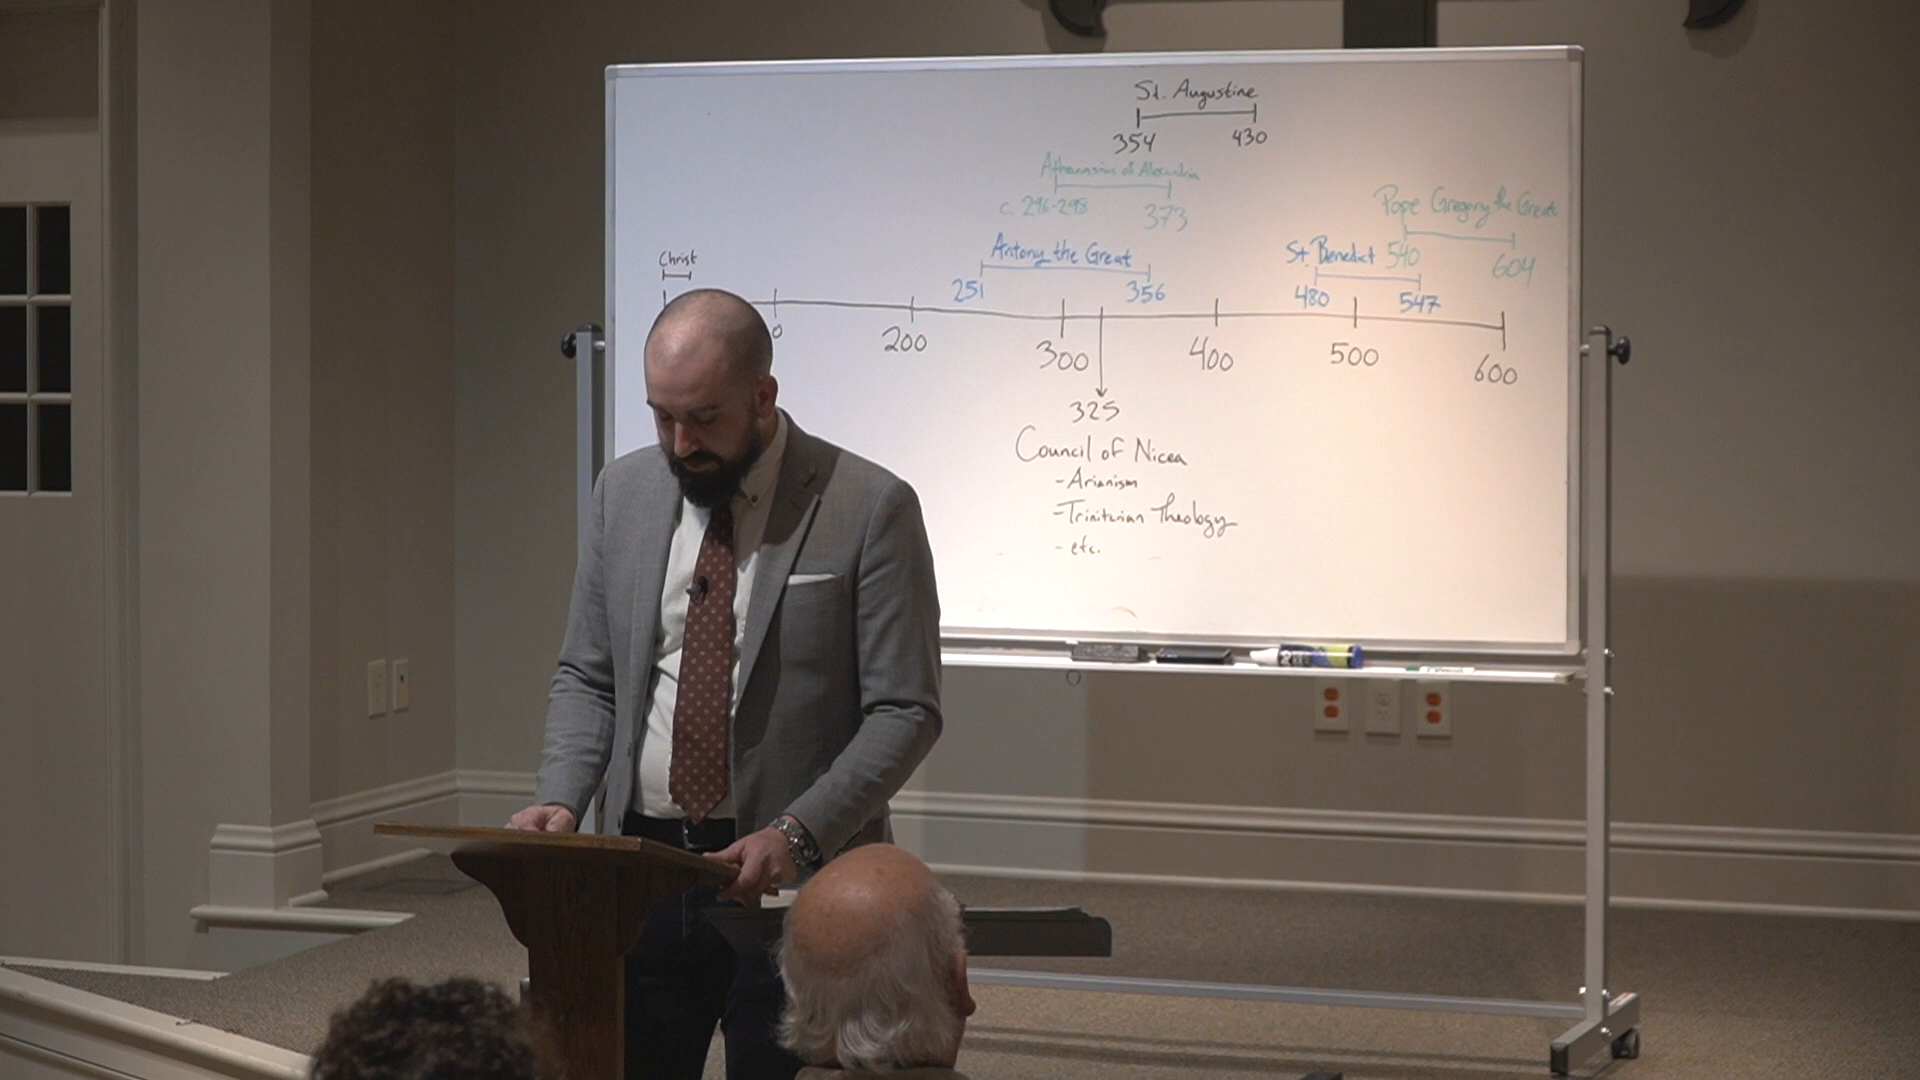 St. Augustine
354 430
Athanasius of Alexandria
c. 296-298 373
Pope Gregory the Great
540 604
Antony the Great
251 356
St. Benedict
480 547
Christ
0 200 300 400 500 600
325
Council of Nicea
- Arianism
- Trinitarian Theology
- etc.